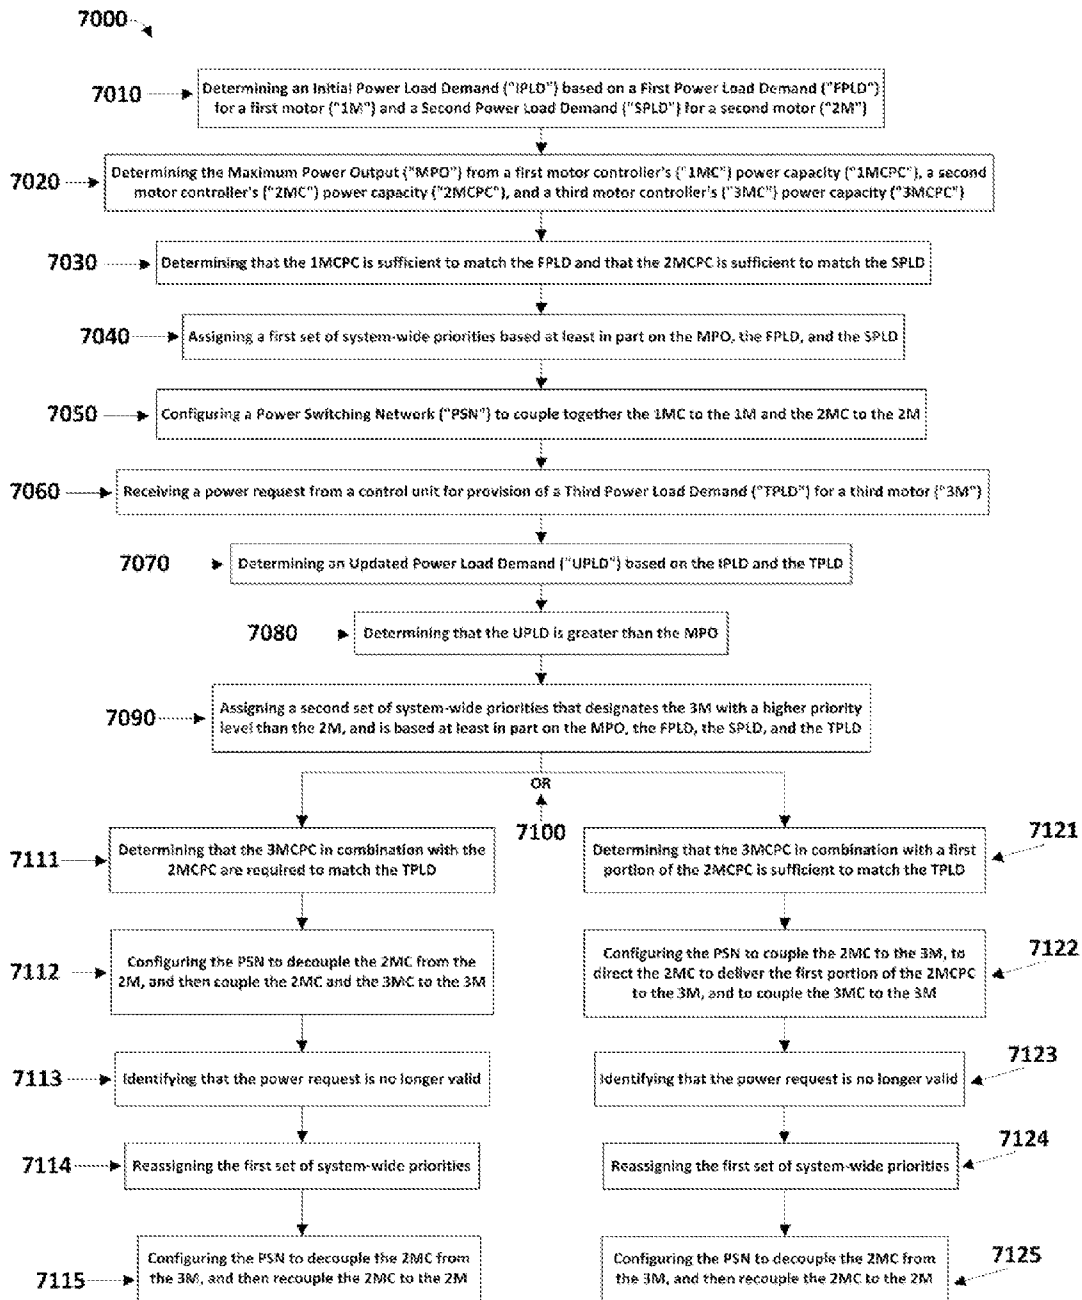 7000
7010
Determining an Initial Power Load Demand ("IPLD") based on a First Power Load Demand ("FPLD")
for a first motor ("1M") and a Second Power Load Demand ("SPLD") for a second motor ("2M")
7020
Determining the Maximum Power Output ("MPO") from a first motor controller's ("1MC") power capacity ("1MCPC"), a second
motor controller's ("2MC") power capacity ("2MCPC"), and a third motor controller's ("3MC") power capacity ("3MCPC")
7030
Determining that the 1MCPC is sufficient to match the FPLD and that the 2MCPC is sufficient to match the SPLD
7040
Assigning a first set of system-wide priorities based at least in part on the MPO, the FPLD, and the SPLD
7050
Configuring a Power Switching Network ("PSN") to couple together the 1MC to the 1M and the 2MC to the 2M
7060
Receiving a power request from a control unit for provision of a Third Power Load Demand ("TPLD") for a third motor ("3M")
7070
Determining an Updated Power Load Demand ("UPLD") based on the IPLD and the TPLD
7080
Determining that the UPLD is greater than the MPO
7090
Assigning a second set of system-wide priorities that designates the 3M with a higher priority
level than the 2M, and is based at least in part on the MPO, the FPLD, the SPLD, and the TPLD
OR
7100
7111
Determining that the 3MCPC in combination with the
2MCPC are required to match the TPLD
7112
Configuring the PSN to decouple the 2MC from the
2M, and then couple the 2MC and the 3MC to the 3M
7113
Identifying that the power request is no longer valid
7114
Reassigning the first set of system-wide priorities
7115
Configuring the PSN to decouple the 2MC from
the 3M, and then recouple the 2MC to the 2M
7121
Determining that the 3MCPC in combination with a first
portion of the 2MCPC is sufficient to match the TPLD
7122
Configuring the PSN to couple the 2MC to the 3M, to
direct the 2MC to deliver the first portion of the 2MCPC
to the 3M, and to couple the 3MC to the 3M
7123
Identifying that the power request is no longer valid
7124
Reassigning the first set of system-wide priorities
7125
Configuring the PSN to decouple the 2MC from
the 3M, and then recouple the 2MC to the 2M